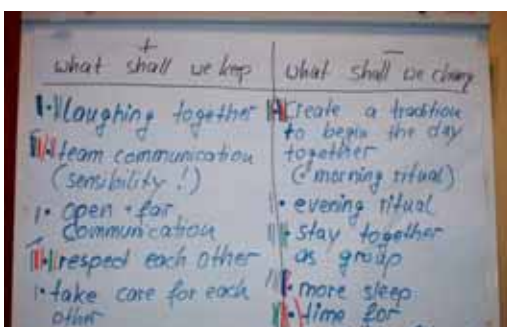 +
what shall we keep
• laughing together
• team communication
(sensibility !)
• open + fair
communication
• respect each other
• take care for each
other
−
what shall we change
• Create a tradition
to begin the day
together
(morning ritual)
• evening ritual
• stay together
as group
• more sleep
• time for